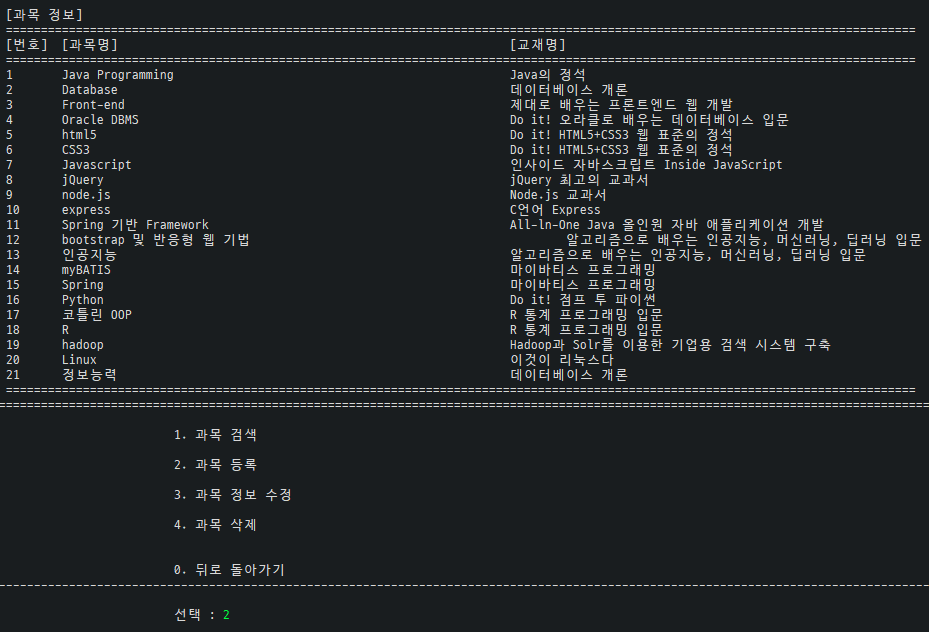 [과목 정보]
==================================================================================================================================
[번호] [과목명] [교재명]
==================================================================================================================================
1 Java Programming Java의 정석
2 Database 데이터베이스 개론
3 Front-end 제대로 배우는 프론트엔드 웹 개발
4 Oracle DBMS Do it! 오라클로 배우는 데이터베이스 입문
5 html5 Do it! HTML5+CSS3 웹 표준의 정석
6 CSS3 Do it! HTML5+CSS3 웹 표준의 정석
7 Javascript 인사이드 자바스크립트 Inside JavaScript
8 jQuery jQuery 최고의 교과서
9 node.js Node.js 교과서
10 express C언어 Express
11 Spring 기반 Framework All-ln-One Java 올인원 자바 애플리케이션 개발
12 bootstrap 및 반응형 웹 기법 알고리즘으로 배우는 인공지능, 머신러닝, 딥러닝 입문
13 인공지능 알고리즘으로 배우는 인공지능, 머신러닝, 딥러닝 입문
14 myBATIS 마이바티스 프로그래밍
15 Spring 마이바티스 프로그래밍
16 Python Do it! 점프 투 파이썬
17 코틀린 OOP R 통계 프로그래밍 입문
18 R R 통계 프로그래밍 입문
19 hadoop Hadoop과 Solr를 이용한 기업용 검색 시스템 구축
20 Linux 이것이 리눅스다
21 정보능력 데이터베이스 개론
==================================================================================================================================
=====================================================================================================================================
1. 과목 검색
2. 과목 등록
3. 과목 정보 수정
4. 과목 삭제
0. 뒤로 돌아가기
-------------------------------------------------------------------------------------------------------------------------------------
선택 : 2